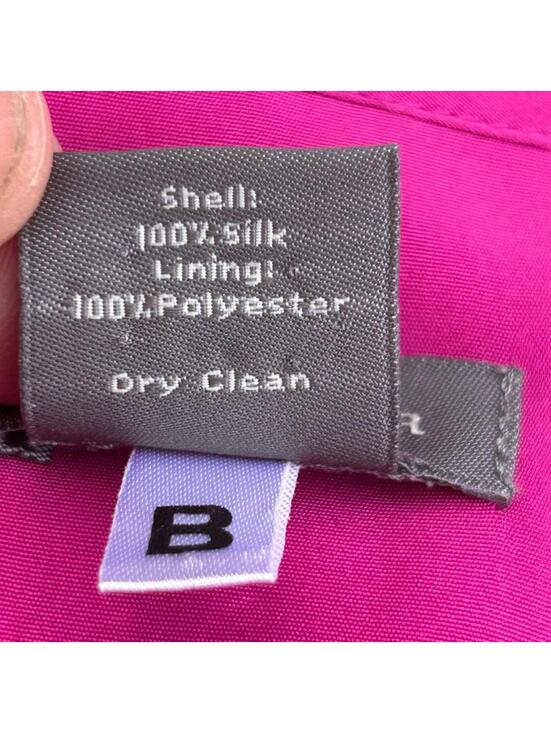 Shell:
100% Silk
Lining:
100% Polyester
Dry Clean
R
B